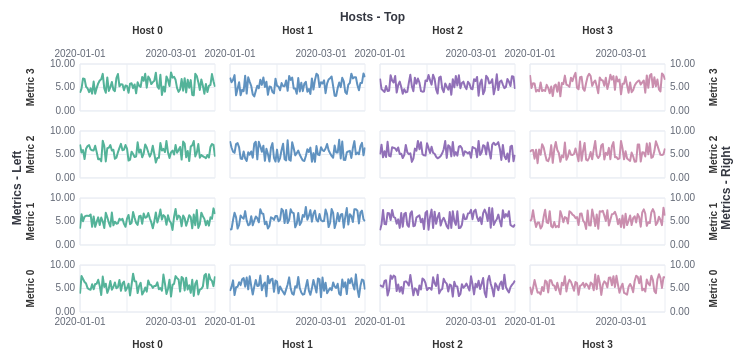 Hosts - Top
Host 0 Host 1 Host 2 Host 3
2020-01-01 2020-03-01 2020-01-01 2020-03-01 2020-01-01 2020-03-01 2020-01-01 2020-03-01
Metrics - Left
Metric 3 10.00 5.00 0.00 10.00 5.00 0.00 Metric 3
Metric 2 10.00 5.00 0.00 10.00 5.00 0.00 Metric 2
Metric 1 10.00 5.00 0.00 10.00 5.00 0.00 Metric 1
Metric 0 10.00 5.00 0.00 10.00 5.00 0.00 Metric 0
Metrics - Right
2020-01-01 2020-03-01 2020-01-01 2020-03-01 2020-01-01 2020-03-01 2020-01-01 2020-03-01
Host 0 Host 1 Host 2 Host 3